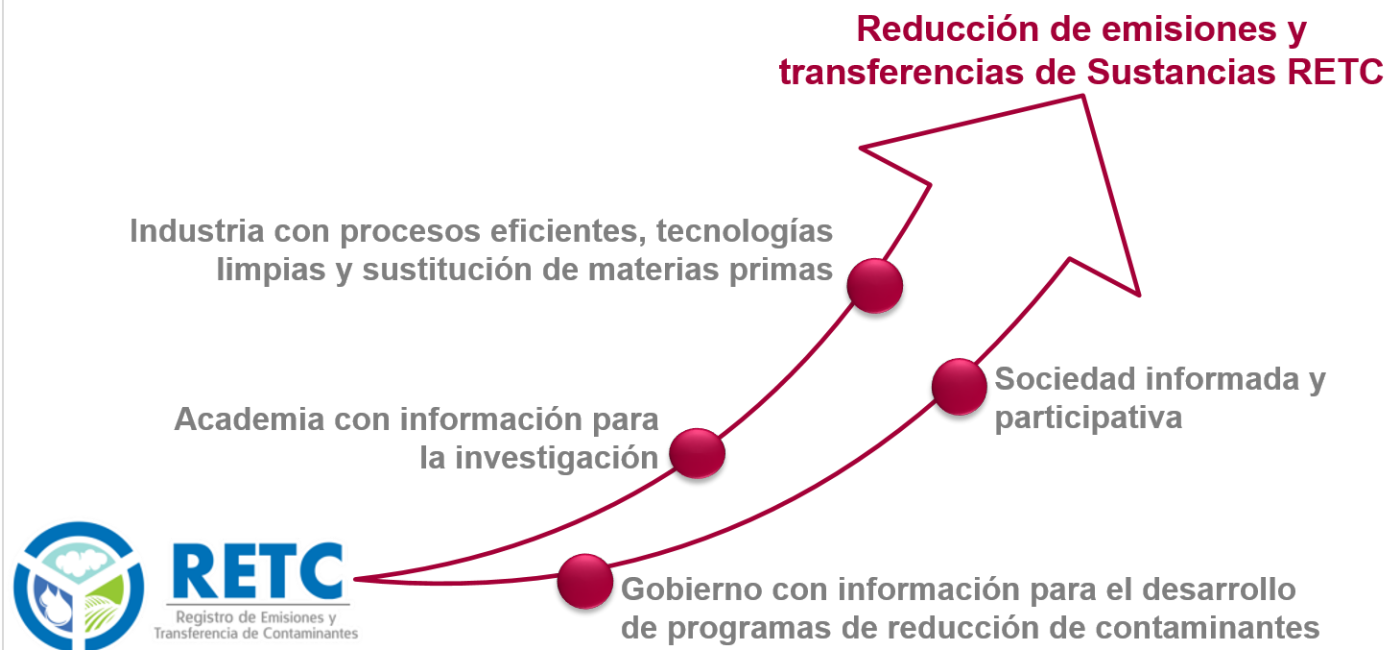 Reducción de emisiones y
transferencias de Sustancias RETC
Industria con procesos eficientes, tecnologías
limpias y sustitución de materias primas
Sociedad informada y
participativa
Academia con información para
la investigación
RETC
Registro de Emisiones y
Transferencia de Contaminantes
Gobierno con información para el desarrollo
de programas de reducción de contaminantes